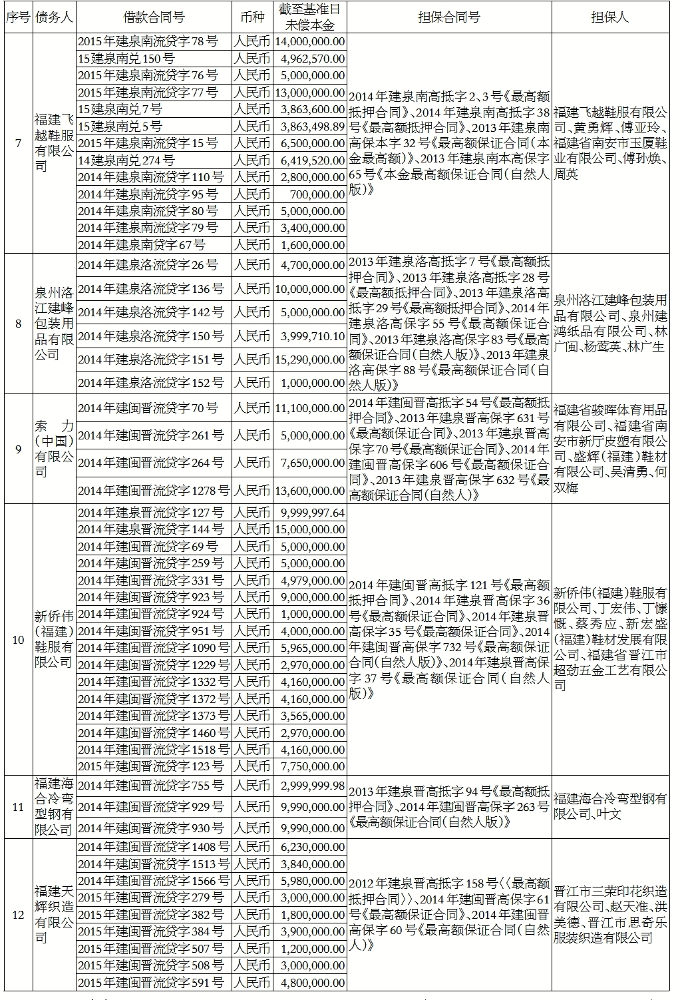 序号 债务人 借款合同号 币种 截至基准日 担保合同号 担保人
未偿本金
7
福建飞
越鞋服
有限公
司
2015年建泉南流贷字78号 人民币 14,000,000.00
15建泉南兑150号 人民币 4,962,570.00
2015年建泉南流贷字76号 人民币 5,000,000.00
2015年建泉南流贷字77号 人民币 13,000,000.00
15建泉南兑7号 人民币 3,863,600.00
15建泉南兑5号 人民币 3,863,498.89
2015年建泉南流贷字15号 人民币 6,500,000.00
14建泉南兑274号 人民币 6,419,520.00
2014年建泉南流贷字110号 人民币 2,800,000.00
2014年建泉南流贷字95号 人民币 700,000.00
2014年建泉南流贷字80号 人民币 5,000,000.00
2014年建泉南流贷字79号 人民币 3,400,000.00
2014年建泉南贷字67号 人民币 1,600,000.00
2014年建泉南高抵字2、3号《最高额
抵押合同》、2014年建泉南高抵字38
号《最高额抵押合同》、2013年建泉南
高保本字32号《最高额保证合同(本
金最高额)》、2013年建泉南本高保字
65号《本金最高额保证合同(自然人
版)》
福建飞越鞋服有限公
司、黄勇辉、傅亚玲、
福建省南安市玉厦鞋
业有限公司、傅孙焕、
周英
8
泉州洛
江建峰
包装用
品有限
公司
2014年建泉洛流贷字26号 人民币 4,700,000.00
2014年建泉洛流贷字136号 人民币 10,000,000.00
2014年建泉洛流贷字142号 人民币 5,000,000.00
2014年建泉洛流贷字150号 人民币 3,999,710.10
2014年建泉洛流贷字151号 人民币 15,290,000.00
2014年建泉洛流贷字152号 人民币 1,000,000.00
2013年建泉洛高抵字7号《最高额抵
押合同》、2013年建泉洛高抵字28号
《最高额抵押合同》、2013年建泉洛高
抵字29号《最高额抵押合同》、2014年
建泉洛高保字55号《最高额保证合
同》、2013年建泉洛高保字83号《最高
额保证合同(自然人版)》、2013年建泉
洛高保字88号《最高额保证合同(自
然人版)》
泉州洛江建峰包装用
品有限公司、泉州建
鸿纸品有限公司、林
广闽、杨莺英、林广生
9
索 力
(中国)
有限公
司
2014年建闽晋流贷字70号 人民币 11,100,000.00
2014年建闽晋流贷字261号 人民币 5,000,000.00
2014年建闽晋流贷字264号 人民币 7,650,000.00
2014年建闽晋流贷字1278号 人民币 13,600,000.00
2014年建闽晋高抵字54号《最高额抵
押合同》、2013年建泉晋高保字631号
《最高额保证合同》、2013年建泉晋高
保字70号《最高额保证合同》、2014年
建闽晋高保字606号《最高额保证合
同》、2013年建泉晋高保字632号《最
高额保证合同(自然人)》
福建省骏晖体育用品
有限公司、福建省南
安市新厅皮塑有限公
司、盛辉(福建)鞋材
有限公司、吴清勇、何
双梅
10
新侨伟
(福建)
鞋服有
限公司
2014年建泉晋流贷字127号 人民币 9,999,997.64
2014年建泉晋流贷字144号 人民币 15,000,000.00
2014年建闽晋流贷字69号 人民币 5,000,000.00
2014年建闽晋流贷字259号 人民币 5,000,000.00
2014年建闽晋流贷字331号 人民币 4,979,000.00
2014年建闽晋流贷字923号 人民币 9,000,000.00
2014年建闽晋流贷字924号 人民币 1,000,000.00
2014年建闽晋流贷字951号 人民币 4,000,000.00
2014年建闽晋流贷字1090号 人民币 5,965,000.00
2014年建闽晋流贷字1229号 人民币 2,970,000.00
2014年建闽晋流贷字1332号 人民币 4,160,000.00
2014年建闽晋流贷字1372号 人民币 4,160,000.00
2014年建闽晋流贷字1373号 人民币 3,565,000.00
2014年建闽晋流贷字1460号 人民币 2,970,000.00
2014年建闽晋流贷字1518号 人民币 4,160,000.00
2015年建闽晋流贷字123号 人民币 7,750,000.00
2014年建闽晋高抵字121号《最高额
抵押合同》、2014年建泉晋高保字36
号《最高额保证合同》、2014年建泉晋
高保字35号《最高额保证合同》、2014
年建闽晋高保字732号《最高额保证
合同(自然人版)》、2014年建泉晋高保
字37号《最高额保证合同(自然人
版)》
新侨伟(福建)鞋服有
限公司、丁宏伟、丁慷
慨、蔡秀应、新宏盛
(福建)鞋材发展有限
公司、福建省晋江市
超劲五金工艺有限公
司
11
福建海
合冷弯
型钢有
限公司
2014年建闽晋流贷字755号 人民币 2,999,999.98
2014年建闽晋流贷字929号 人民币 9,990,000.00
2014年建闽晋流贷字930号 人民币 9,990,000.00
2013年建泉晋高抵字94号《最高额抵
押合同》、2014年建闽晋高保字263号
《最高额保证合同(自然人版)》
福建海合冷弯型钢有
限公司、叶文
12
福建天
辉织造
有限公
司
2014年建闽晋流贷字1408号 人民币 6,230,000.00
2014年建闽晋流贷字1513号 人民币 3,840,000.00
2014年建闽晋流贷字1566号 人民币 5,980,000.00
2015年建闽晋流贷字279号 人民币 3,000,000.00
2015年建闽晋流贷字382号 人民币 1,800,000.00
2015年建闽晋流贷字384号 人民币 3,900,000.00
2015年建闽晋流贷字507号 人民币 1,200,000.00
2015年建闽晋流贷字508号 人民币 3,000,000.00
2015年建闽晋流贷字591号 人民币 4,800,000.00
2012年建泉晋高抵字158号〈〈最高额
抵押合同〉〉、2014年建闽晋高保字61
号《最高额保证合同》、2014年建闽晋
高保字60号《最高额保证合同(自然
人)》
晋江市三荣印花织造
有限公司、赵天准、洪
美德、晋江市思奇乐
服装织造有限公司